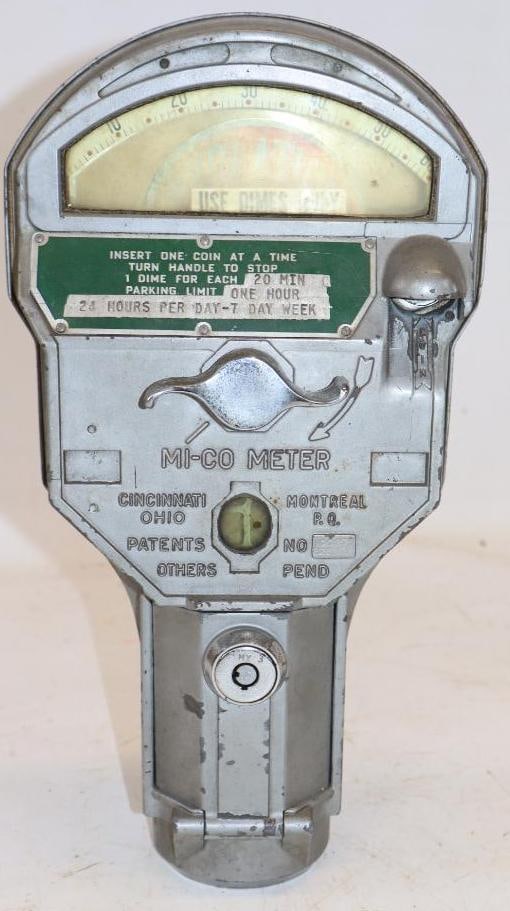 10 20 30 40 50 60
USE DIMES ONLY
INSERT ONE COIN AT A TIME
TURN HANDLE TO STOP
1 DIME FOR EACH 20 MIN
PARKING LIMIT ONE HOUR
24 HOURS PER DAY-7 DAY WEEK
MI-CO METER
CINCINNATI OHIO
MONTREAL P.Q.
PATENTS NO
OTHERS PEND